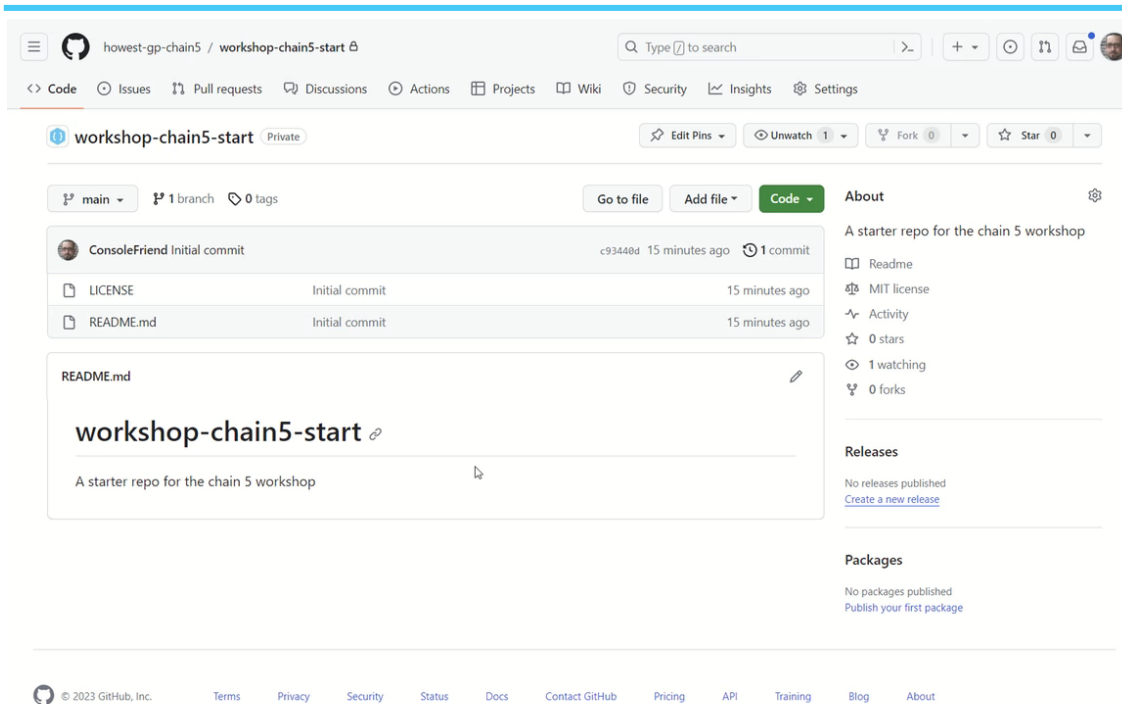 howest-gp-chain5 / workshop-chain5-start
Type / to search
Code Issues Pull requests Discussions Actions Projects Wiki Security Insights Settings
workshop-chain5-start Private
Edit Pins Unwatch 1 Fork 0 Star 0
main 1 branch 0 tags Go to file Add file Code
ConsoleFriend Initial commit c93440d 15 minutes ago 1 commit
LICENSE Initial commit 15 minutes ago
README.md Initial commit 15 minutes ago
README.md
workshop-chain5-start
A starter repo for the chain 5 workshop
About
A starter repo for the chain 5 workshop
Readme
MIT license
Activity
0 stars
1 watching
0 forks
Releases
No releases published
Create a new release
Packages
No packages published
Publish your first package
© 2023 GitHub, Inc. Terms Privacy Security Status Docs Contact GitHub Pricing API Training Blog About